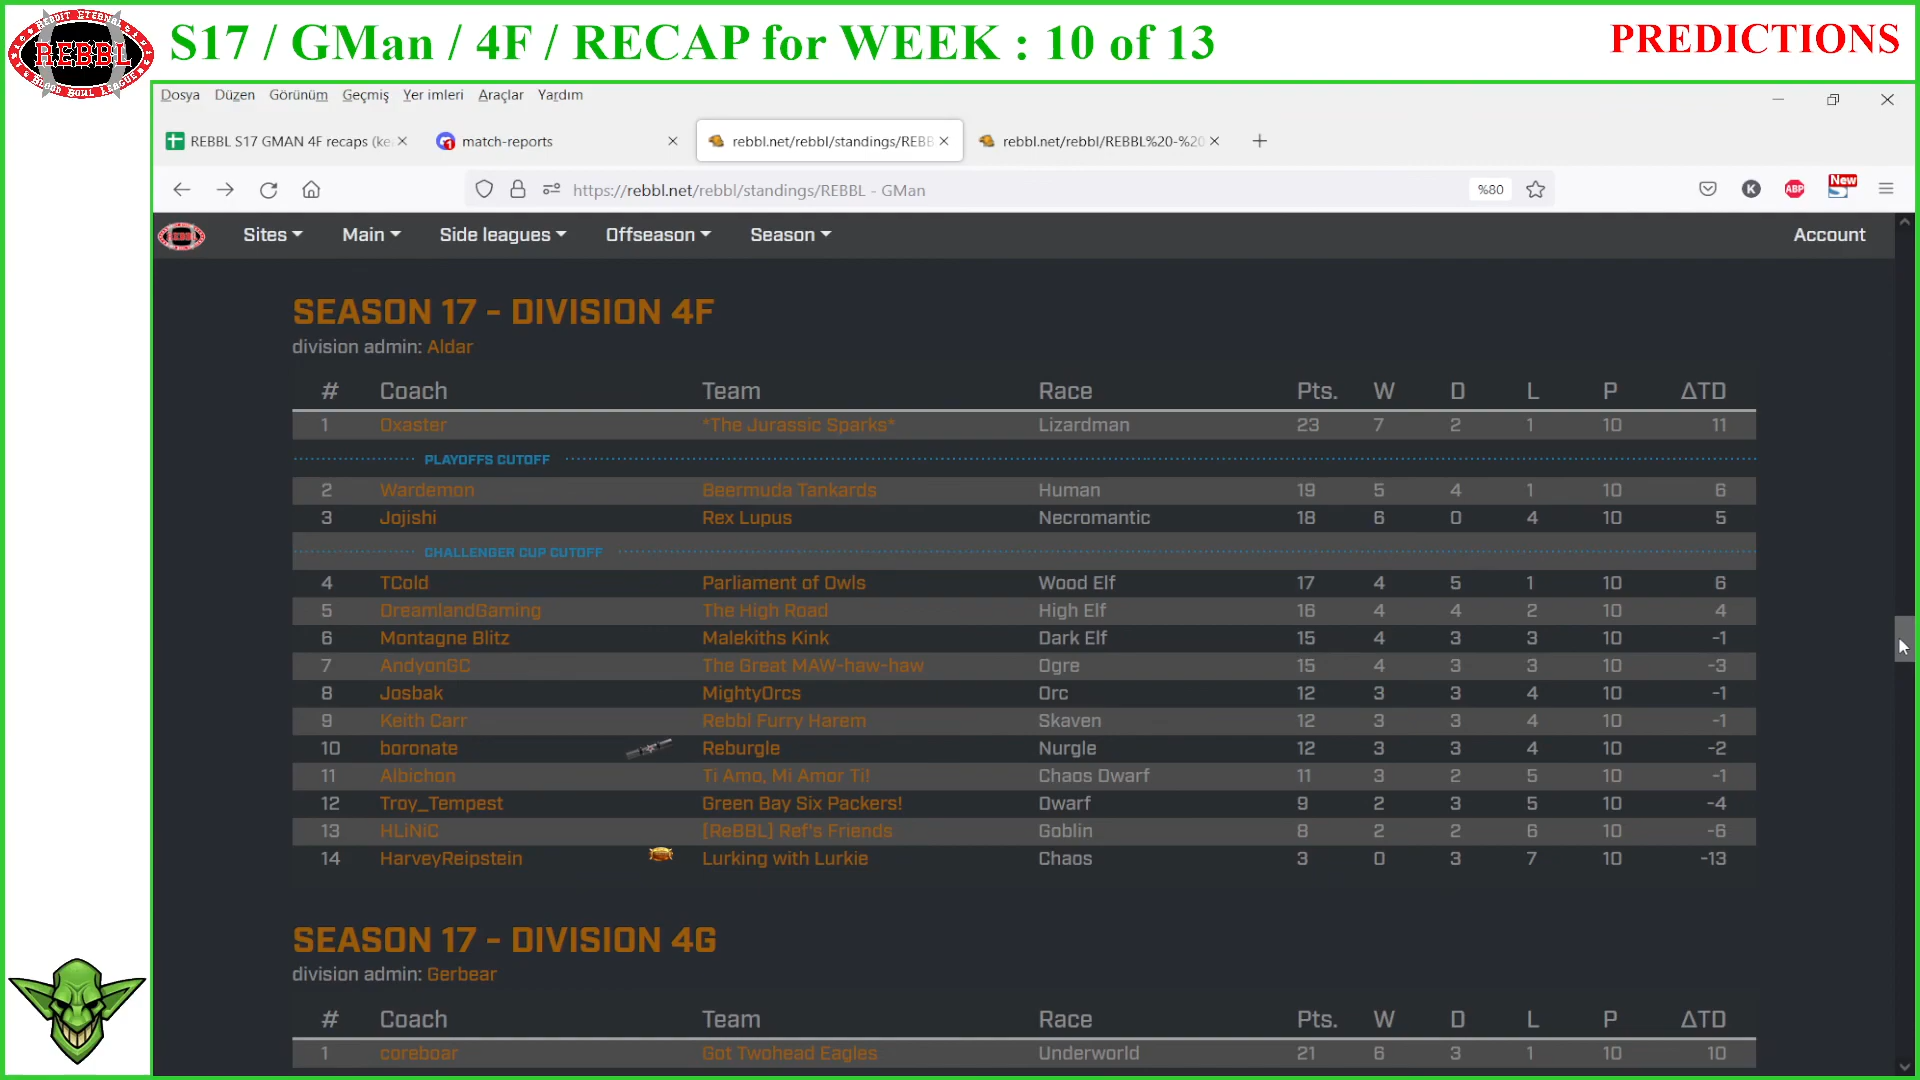 REDDIT ETERNAL
REBBL
BLOOD BOWL LEAGUE
S17 / GMan / 4F / RECAP for WEEK : 10 of 13
PREDICTIONS
Dosya Düzen Görünüm Geçmiş Yer imleri Araçlar Yardım
REBBL S17 GMAN 4F recaps (ke
match-reports
rebbl.net/rebbl/standings/REBB
rebbl.net/rebbl/REBBL%20-%20
https://rebbl.net/rebbl/standings/REBBL - GMan
%80
K
ABP
New
REBBL
Sites Main Side leagues Offseason Season Account
SEASON 17 - DIVISION 4F
division admin: Aldar
# Coach Team Race Pts. W D L P ΔTD
1 Oxaster *The Jurassic Sparks* Lizardman 23 7 2 1 10 11
PLAYOFFS CUTOFF
2 Wardemon Beermuda Tankards Human 19 5 4 1 10 6
3 Jojishi Rex Lupus Necromantic 18 6 0 4 10 5
CHALLENGER CUP CUTOFF
4 TCold Parliament of Owls Wood Elf 17 4 5 1 10 6
5 DreamlandGaming The High Road High Elf 16 4 4 2 10 4
6 Montagne Blitz Malekiths Kink Dark Elf 15 4 3 3 10 -1
7 AndyonGC The Great MAW-haw-haw Ogre 15 4 3 3 10 -3
8 Josbak MightyOrcs Orc 12 3 3 4 10 -1
9 Keith Carr Rebbl Furry Harem Skaven 12 3 3 4 10 -1
10 boronate Reburgle Nurgle 12 3 3 4 10 -2
11 Albichon Ti Amo, Mi Amor Ti! Chaos Dwarf 11 3 2 5 10 -1
12 Troy_Tempest Green Bay Six Packers! Dwarf 9 2 3 5 10 -4
13 HLiNiC [ReBBL] Ref's Friends Goblin 8 2 2 6 10 -6
14 HarveyReipstein Lurking with Lurkie Chaos 3 0 3 7 10 -13
SEASON 17 - DIVISION 4G
division admin: Gerbear
# Coach Team Race Pts. W D L P ΔTD
1 coreboar Got Twohead Eagles Underworld 21 6 3 1 10 10